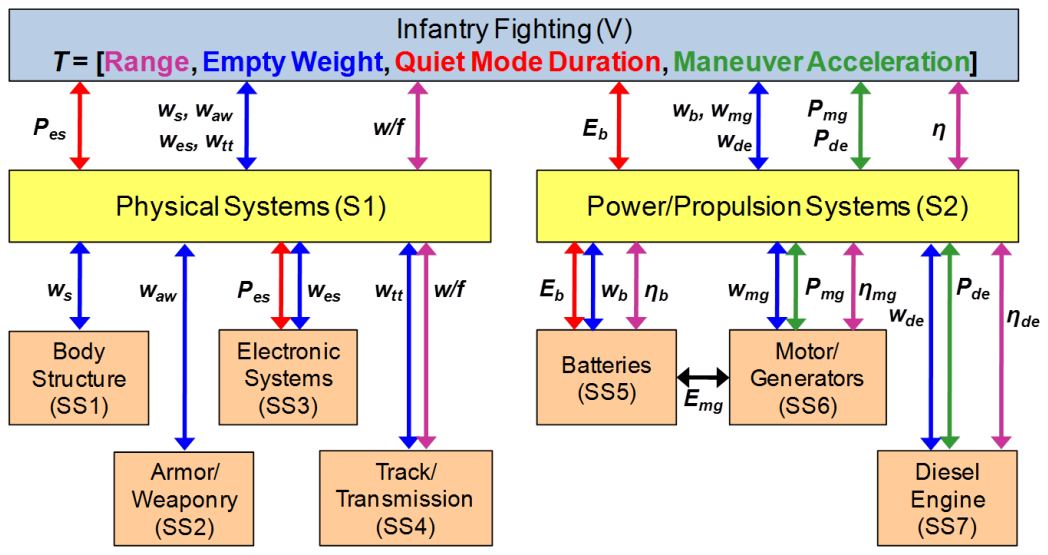 Infantry Fighting (V)
T = [Range, Empty Weight, Quiet Mode Duration, Maneuver Acceleration]
Pes
ws, waw
wes, wtt
w/f
Eb
wb, wmg
wde
Pmg
Pde
η
Physical Systems (S1)
Power/Propulsion Systems (S2)
ws
waw
Pes
wes
wtt
w/f
Eb
wb
ηb
wmg
Pmg
ηmg
wde
Pde
ηde
Body
Structure
(SS1)
Electronic
Systems
(SS3)
Batteries
(SS5)
Emg
Motor/
Generators
(SS6)
Armor/
Weaponry
(SS2)
Track/
Transmission
(SS4)
Diesel
Engine
(SS7)